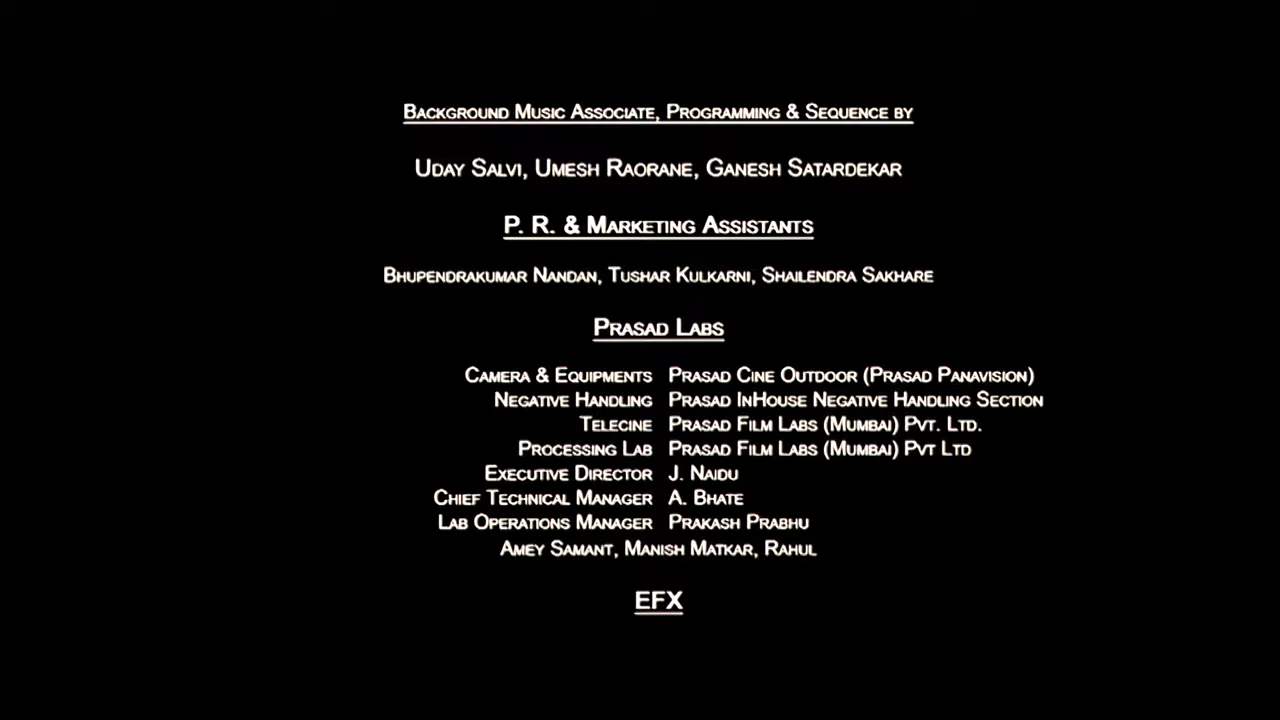 Background Music Associate, Programming & Sequence by
Uday Salvi, Umesh Raorane, Ganesh Satardekar
P. R. & Marketing Assistants
Bhupendrakumar Nandan, Tushar Kulkarni, Shailendra Sakhare
Prasad Labs
Camera & Equipments Prasad Cine Outdoor (Prasad Panavision)
Negative Handling Prasad InHouse Negative Handling Section
Telecine Prasad Film Labs (Mumbai) Pvt. Ltd.
Processing Lab Prasad Film Labs (Mumbai) Pvt Ltd
Executive Director J. Naidu
Chief Technical Manager A. Bhate
Lab Operations Manager Prakash Prabhu
Amey Samant, Manish Matkar, Rahul
EFX